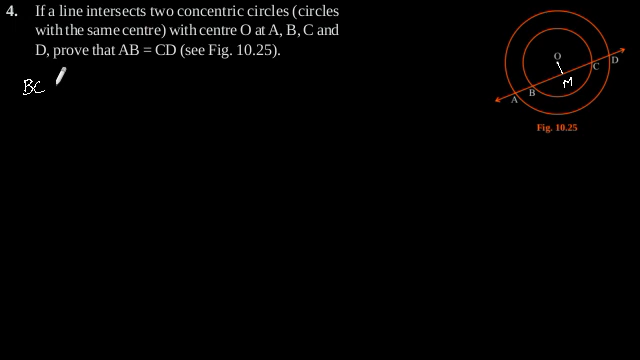 4. If a line intersects two concentric circles (circles
with the same centre) with centre O at A, B, C and
D, prove that AB = CD (see Fig. 10.25).
BC
O
D
C
M
B
A
Fig. 10.25